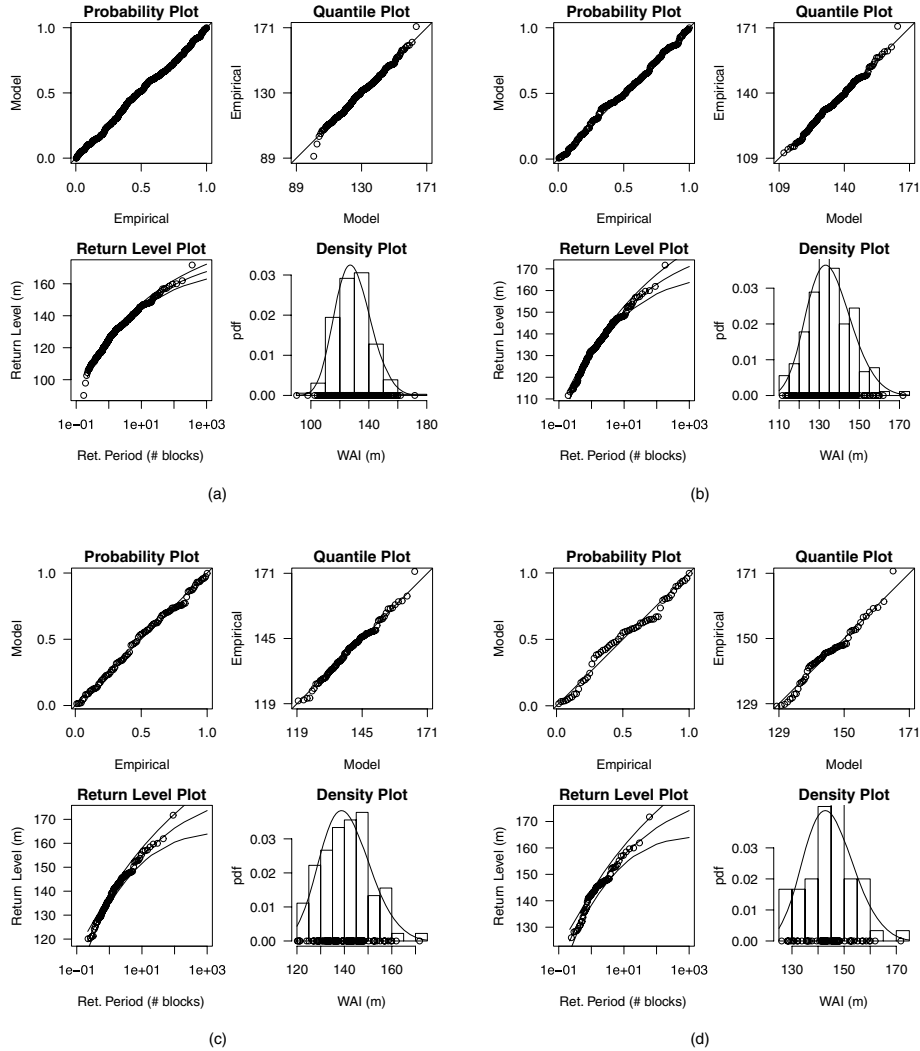 Probability Plot
Model
1.0
0.5
0.0
0.0 0.5 1.0
Empirical
Quantile Plot
Empirical
171
130
89
89 130 171
Model
Return Level Plot
Return Level (m)
160
140
120
100
1e−01 1e+01 1e+03
Ret. Period (# blocks)
Density Plot
pdf
0.03
0.02
0.01
0.00
100 140 180
WAI (m)
(a)
Probability Plot
Model
1.0
0.5
0.0
0.0 0.5 1.0
Empirical
Quantile Plot
Empirical
171
140
109
109 140 171
Model
Return Level Plot
Return Level (m)
170
160
150
140
130
120
110
1e−01 1e+01 1e+03
Ret. Period (# blocks)
Density Plot
pdf
0.03
0.02
0.01
0.00
110 130 150 170
WAI (m)
(b)
Probability Plot
Model
1.0
0.5
0.0
0.0 0.5 1.0
Empirical
Quantile Plot
Empirical
171
145
119
119 145 171
Model
Return Level Plot
Return Level (m)
170
160
150
140
130
120
1e−01 1e+01 1e+03
Ret. Period (# blocks)
Density Plot
pdf
0.03
0.02
0.01
0.00
120 140 160
WAI (m)
(c)
Probability Plot
Model
1.0
0.5
0.0
0.0 0.5 1.0
Empirical
Quantile Plot
Empirical
171
150
129
129 150 171
Model
Return Level Plot
Return Level (m)
170
160
150
140
130
1e−01 1e+01 1e+03
Ret. Period (# blocks)
Density Plot
pdf
0.03
0.02
0.01
0.00
130 150 170
WAI (m)
(d)